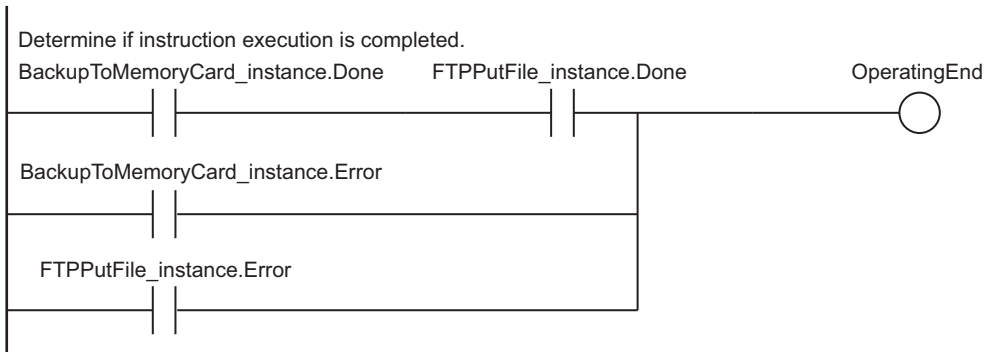 Determine if instruction execution is completed.
BackupToMemoryCard_instance.Done FTPPutFile_instance.Done OperatingEnd
BackupToMemoryCard_instance.Error
FTPPutFile_instance.Error